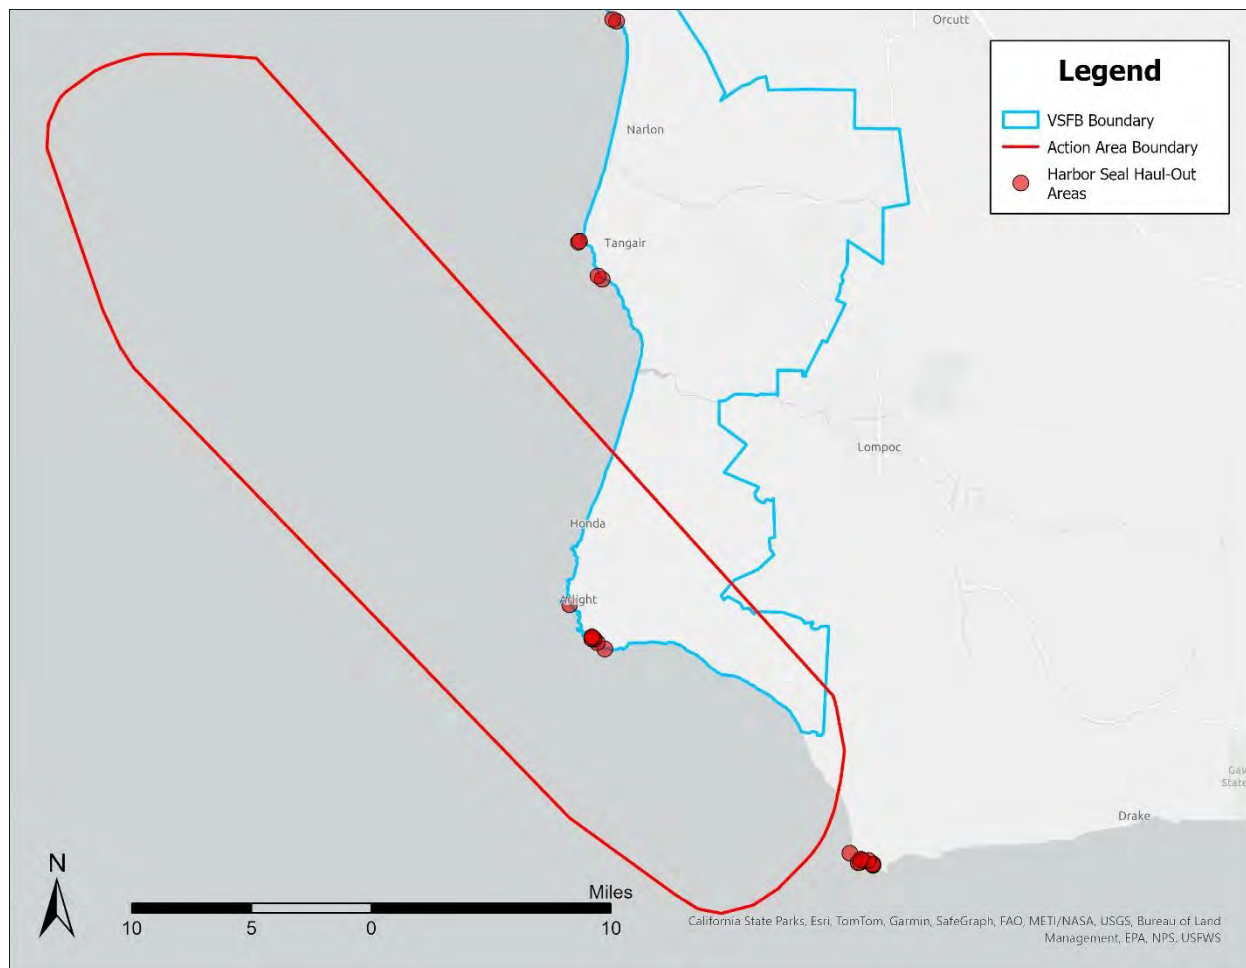 Orcutt
Legend
VSFB Boundary
Action Area Boundary
Harbor Seal Haul-Out
Areas
Narlon
Tangair
Lompoc
Honda
Arlight
Gav
State
Drake
N
Miles
10 5 0 10
California State Parks, Esri, TomTom, Garmin, SafeGraph, FAO, METI/NASA, USGS, Bureau of Land
Management, EPA, NPS, USFWS